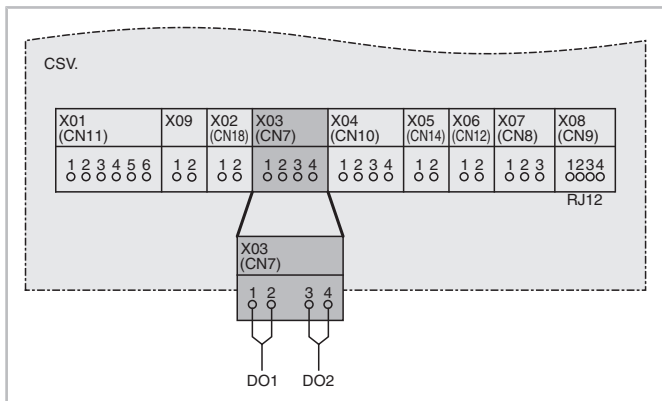 CSV.
X01 X09 X02 X03 X04 X05 X06 X07 X08
(CN11) (CN18) (CN7) (CN10) (CN14) (CN12) (CN8) (CN9)
1 2 3 4 5 6 1 2 1 2 1 2 3 4 1 2 3 4 1 2 1 2 1 2 3 1234
RJ12
X03
(CN7)
1 2 3 4
DO1 DO2